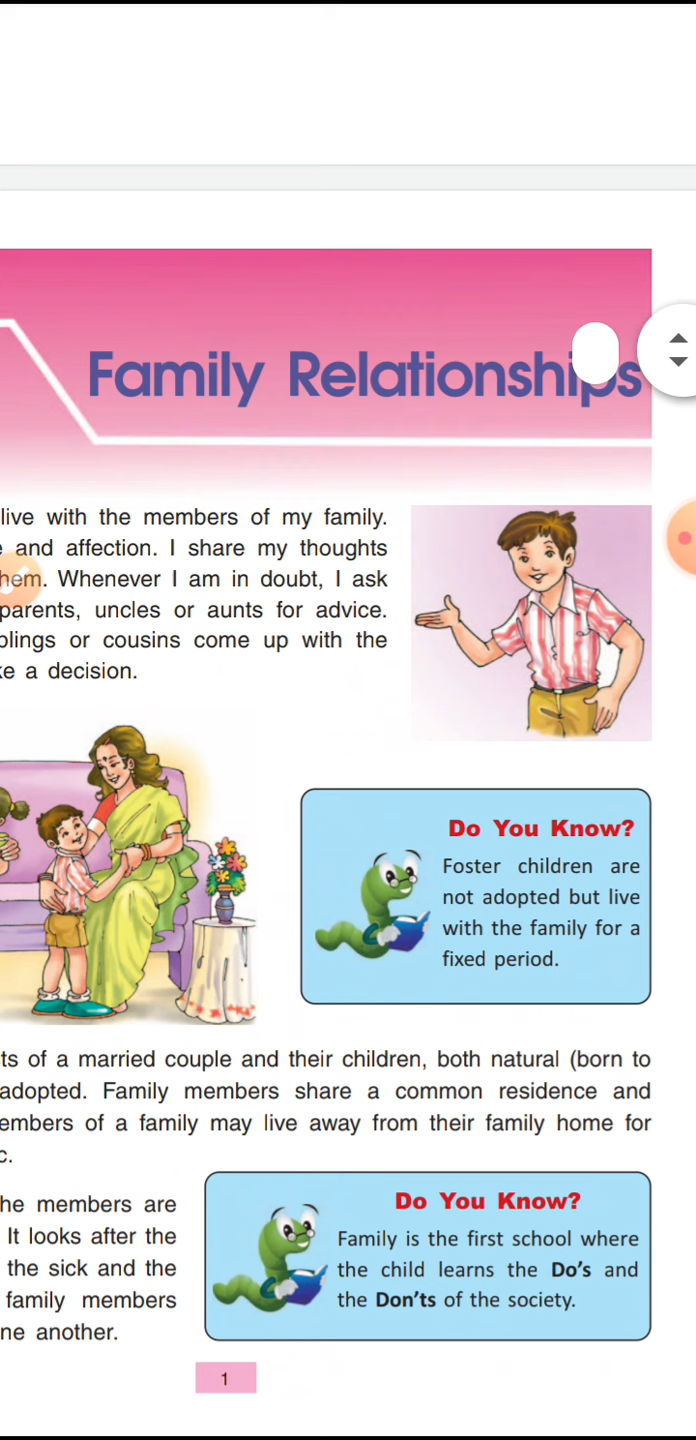 Family Relationships
live with the members of my family.
and affection. I share my thoughts
hem. Whenever I am in doubt, I ask
parents, uncles or aunts for advice.
blings or cousins come up with the
a decision.
Do You Know?
Foster children are
not adopted but live
with the family for a
fixed period.
ts of a married couple and their children, both natural (born to
adopted. Family members share a common residence and
embers of a family may live away from their family home for
c.
he members are
It looks after the
the sick and the
family members
ne another.
Do You Know?
Family is the first school where
the child learns the Do's and
the Don'ts of the society.
1